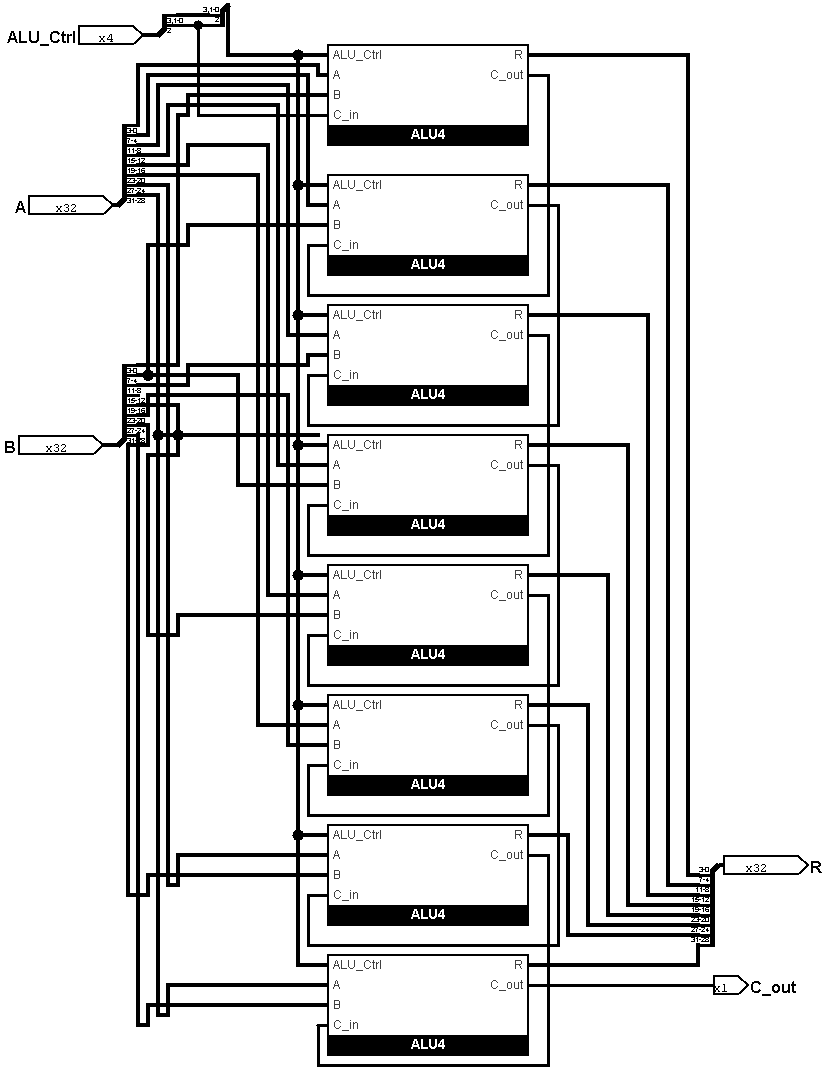 3,1-0
3,1-0
2
2
ALU_Ctrl x4
ALU_Ctrl R
A C_out
B
C_in
ALU4
3-0
7-4
11-8
15-12
19-16
23-20
27-24
31-28
A x32
ALU_Ctrl R
A C_out
B
C_in
ALU4
ALU_Ctrl R
A C_out
B
C_in
ALU4
3-0
7-4
11-8
15-12
19-16
23-20
27-24
31-28
B x32
ALU_Ctrl R
A C_out
B
C_in
ALU4
ALU_Ctrl R
A C_out
B
C_in
ALU4
ALU_Ctrl R
A C_out
B
C_in
ALU4
ALU_Ctrl R
A C_out
B
C_in
ALU4
3-0
7-4
11-8
15-12
19-16
23-20
27-24
31-28
x32 R
ALU_Ctrl R
A C_out
B
C_in
ALU4
x1 C_out